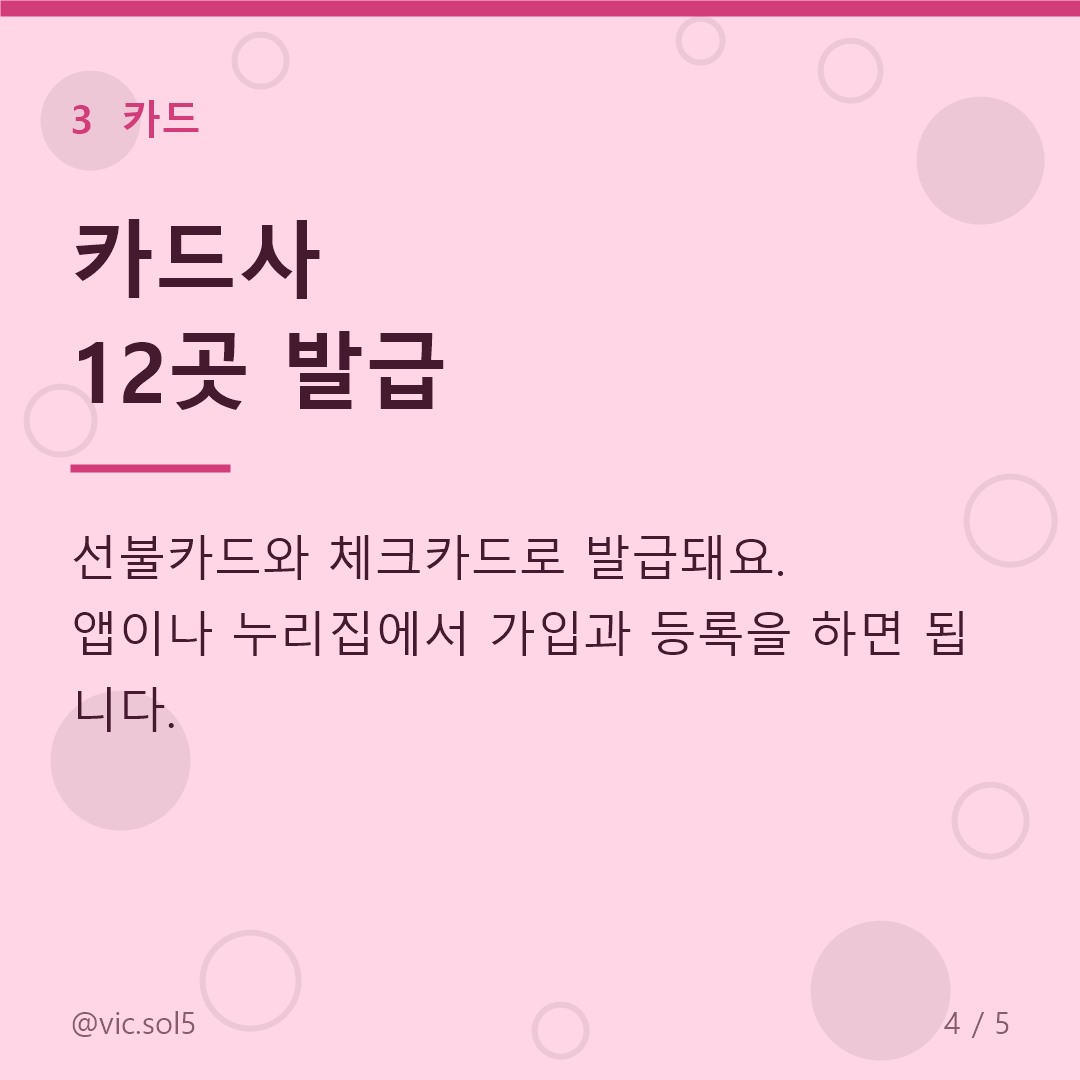 3 카드
카드사
12곳 발급
선불카드와 체크카드로 발급돼요.
앱이나 누리집에서 가입과 등록을 하면 됩
니다.
@vic.sol5
4 / 5